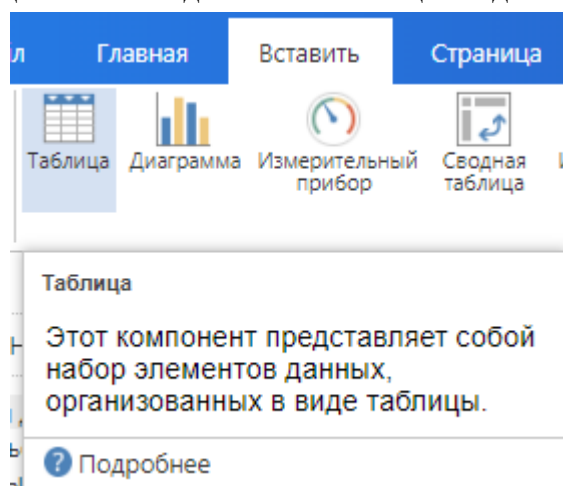 Главная Вставить Страница
Таблица Диаграмма Измерительный прибор Сводная таблица
Таблица
Этот компонент представляет собой
набор элементов данных,
организованных в виде таблицы.
Подробнее